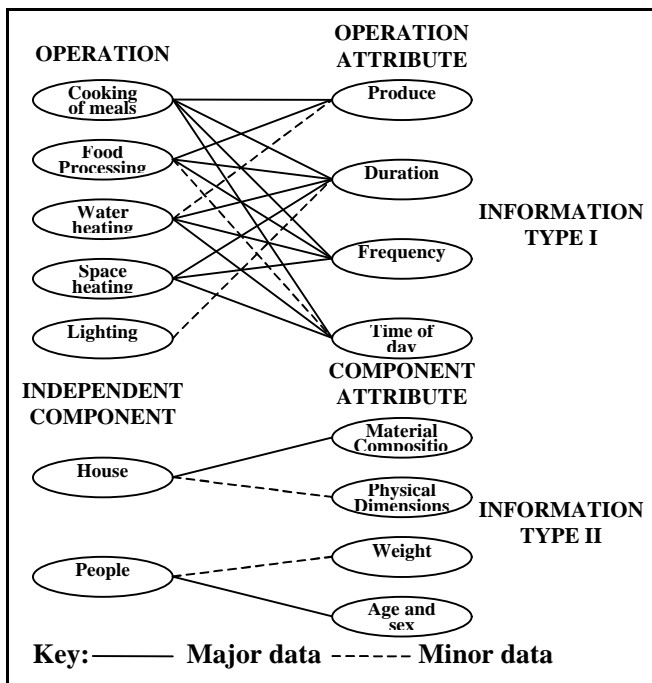 OPERATION
OPERATION
ATTRIBUTE
Cooking
of meals
Produce
Food
Processing
Duration
Water
heating
INFORMATION
TYPE I
Frequency
Space
heating
Lighting
Time of
day
INDEPENDENT
COMPONENT
COMPONENT
ATTRIBUTE
Material
Compositio
House
Physical
Dimensions
INFORMATION
TYPE II
Weight
People
Age and
sex
Key: Major data Minor data